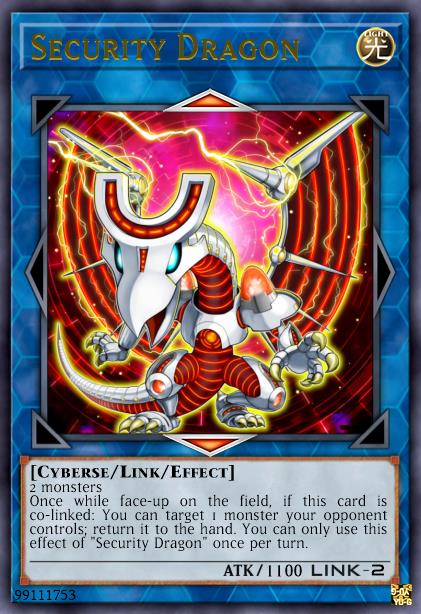 SECURITY DRAGON
LIGHT
光
[CYBERSE/LINK/EFFECT]
2 monsters
Once while face-up on the field, if this card is
co-linked: You can target 1 monster your opponent
controls; return it to the hand. You can only use this
effect of "Security Dragon" once per turn.
ATK/1100 LINK-2
99111753